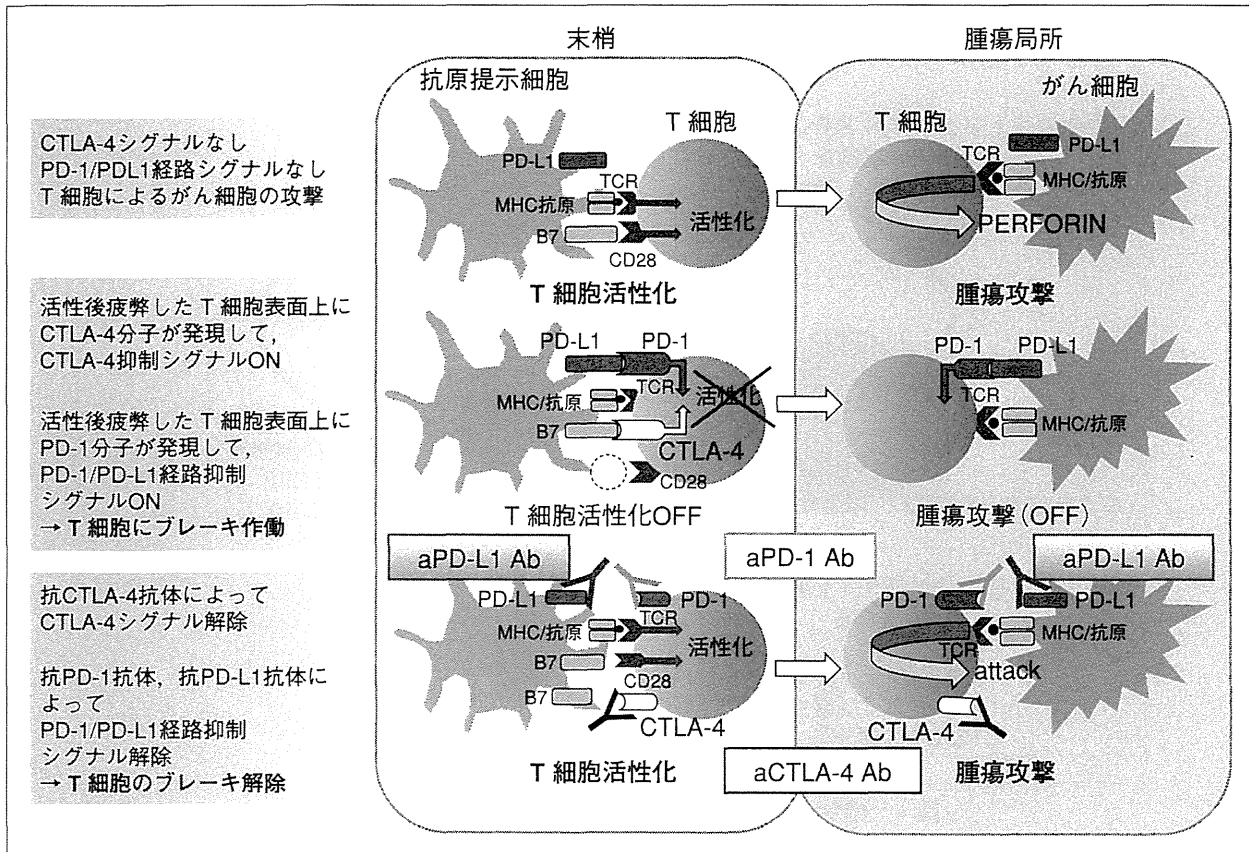 末梢
腫瘍局所
CTLA-4シグナルなし
PD-1/PDL1経路シグナルなし
T 細胞によるがん細胞の攻撃
抗原提示細胞
T 細胞
PD-L1
TCR
MHC抗原
B7
CD28
活性化
T 細胞活性化
がん細胞
T 細胞
TCR
PD-L1
MHC/抗原
PERFORIN
腫瘍攻撃
活性後疲弊した T 細胞表面上に
CTLA-4分子が発現して,
CTLA-4抑制シグナルON
活性後疲弊した T 細胞表面上に
PD-1分子が発現して,
PD-1/PD-L1経路抑制
シグナルON
→ T 細胞にブレーキ作働
PD-L1
PD-1
TCR
MHC/抗原
活性化
B7
CTLA-4
CD28
T 細胞活性化OFF
PD-1
PD-L1
TCR
MHC/抗原
腫瘍攻撃(OFF)
抗CTLA-4抗体によって
CTLA-4シグナル解除
抗PD-1抗体, 抗PD-L1抗体に
よって
PD-1/PD-L1経路抑制
シグナル解除
→ T 細胞のブレーキ解除
aPD-L1 Ab
aPD-1 Ab
aPD-L1 Ab
PD-L1
PD-1
TCR
MHC/抗原
活性化
B7
CD28
B7
CTLA-4
T 細胞活性化
aCTLA-4 Ab
PD-1
PD-L1
MHC/抗原
TCR
attack
CTLA-4
腫瘍攻撃